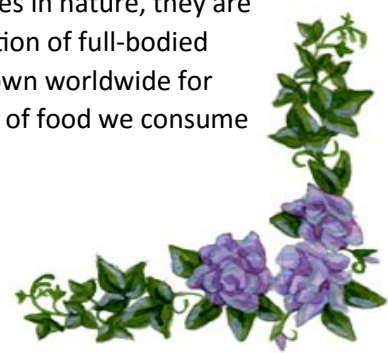 es in nature, they are
tion of full-bodied
own worldwide for
of food we consume